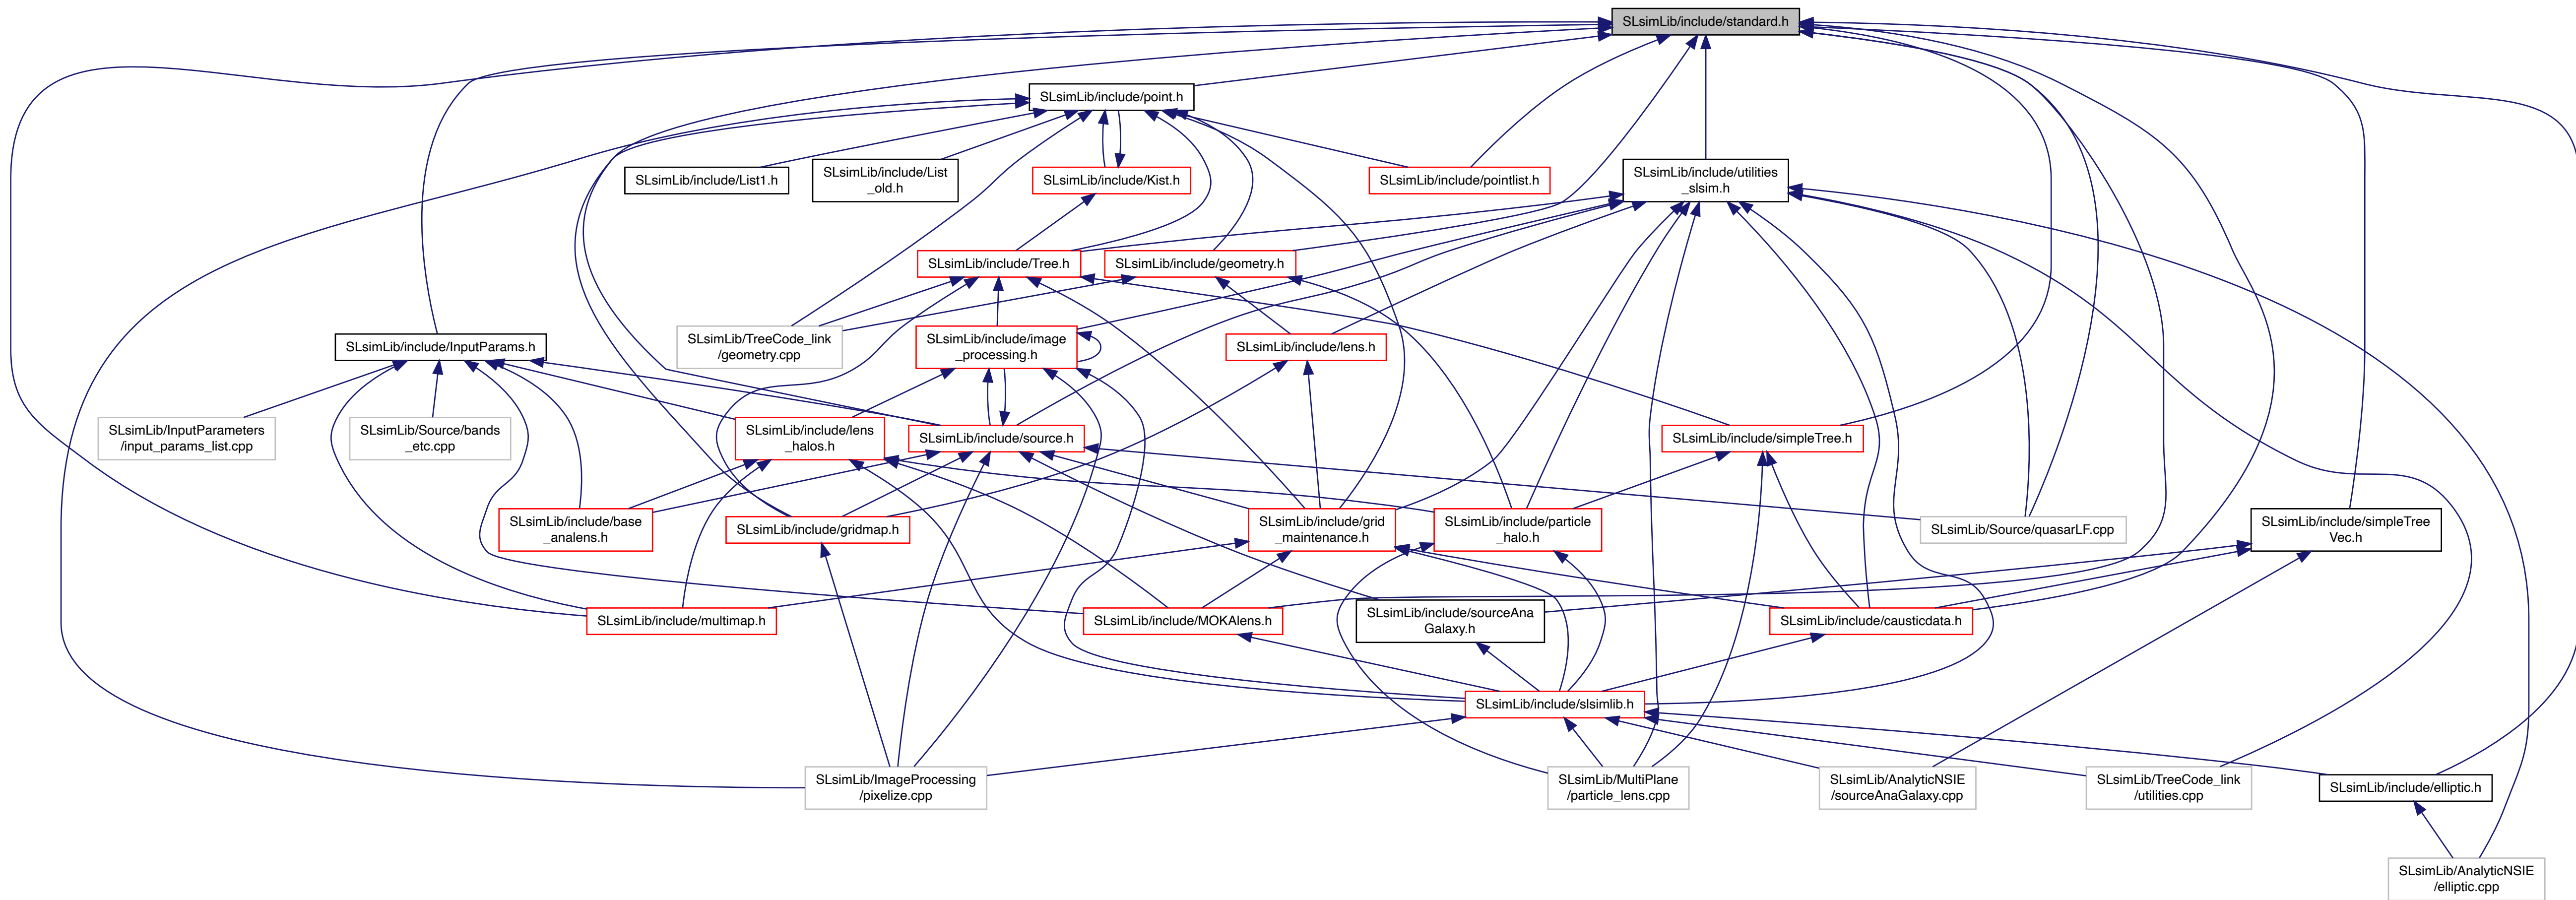 SLsimLib/include/standard.h
SLsimLib/include/point.h
SLsimLib/include/List1.h
SLsimLib/include/List
_old.h
SLsimLib/include/Kist.h
SLsimLib/include/pointlist.h
SLsimLib/include/utilities
_slsim.h
SLsimLib/include/Tree.h
SLsimLib/include/geometry.h
SLsimLib/include/InputParams.h
SLsimLib/TreeCode_link
/geometry.cpp
SLsimLib/include/image
_processing.h
SLsimLib/include/lens.h
SLsimLib/InputParameters
/input_params_list.cpp
SLsimLib/Source/bands
_etc.cpp
SLsimLib/include/lens
_halos.h
SLsimLib/include/source.h
SLsimLib/include/simpleTree.h
SLsimLib/include/base
_analens.h
SLsimLib/include/gridmap.h
SLsimLib/include/grid
_maintenance.h
SLsimLib/include/particle
_halo.h
SLsimLib/Source/quasarLF.cpp
SLsimLib/include/simpleTree
Vec.h
SLsimLib/include/multimap.h
SLsimLib/include/MOKAlens.h
SLsimLib/include/sourceAna
Galaxy.h
SLsimLib/include/causticdata.h
SLsimLib/include/slsimlib.h
SLsimLib/ImageProcessing
/pixelize.cpp
SLsimLib/MultiPlane
/particle_lens.cpp
SLsimLib/AnalyticNSIE
/sourceAnaGalaxy.cpp
SLsimLib/TreeCode_link
/utilities.cpp
SLsimLib/include/elliptic.h
SLsimLib/AnalyticNSIE
/elliptic.cpp